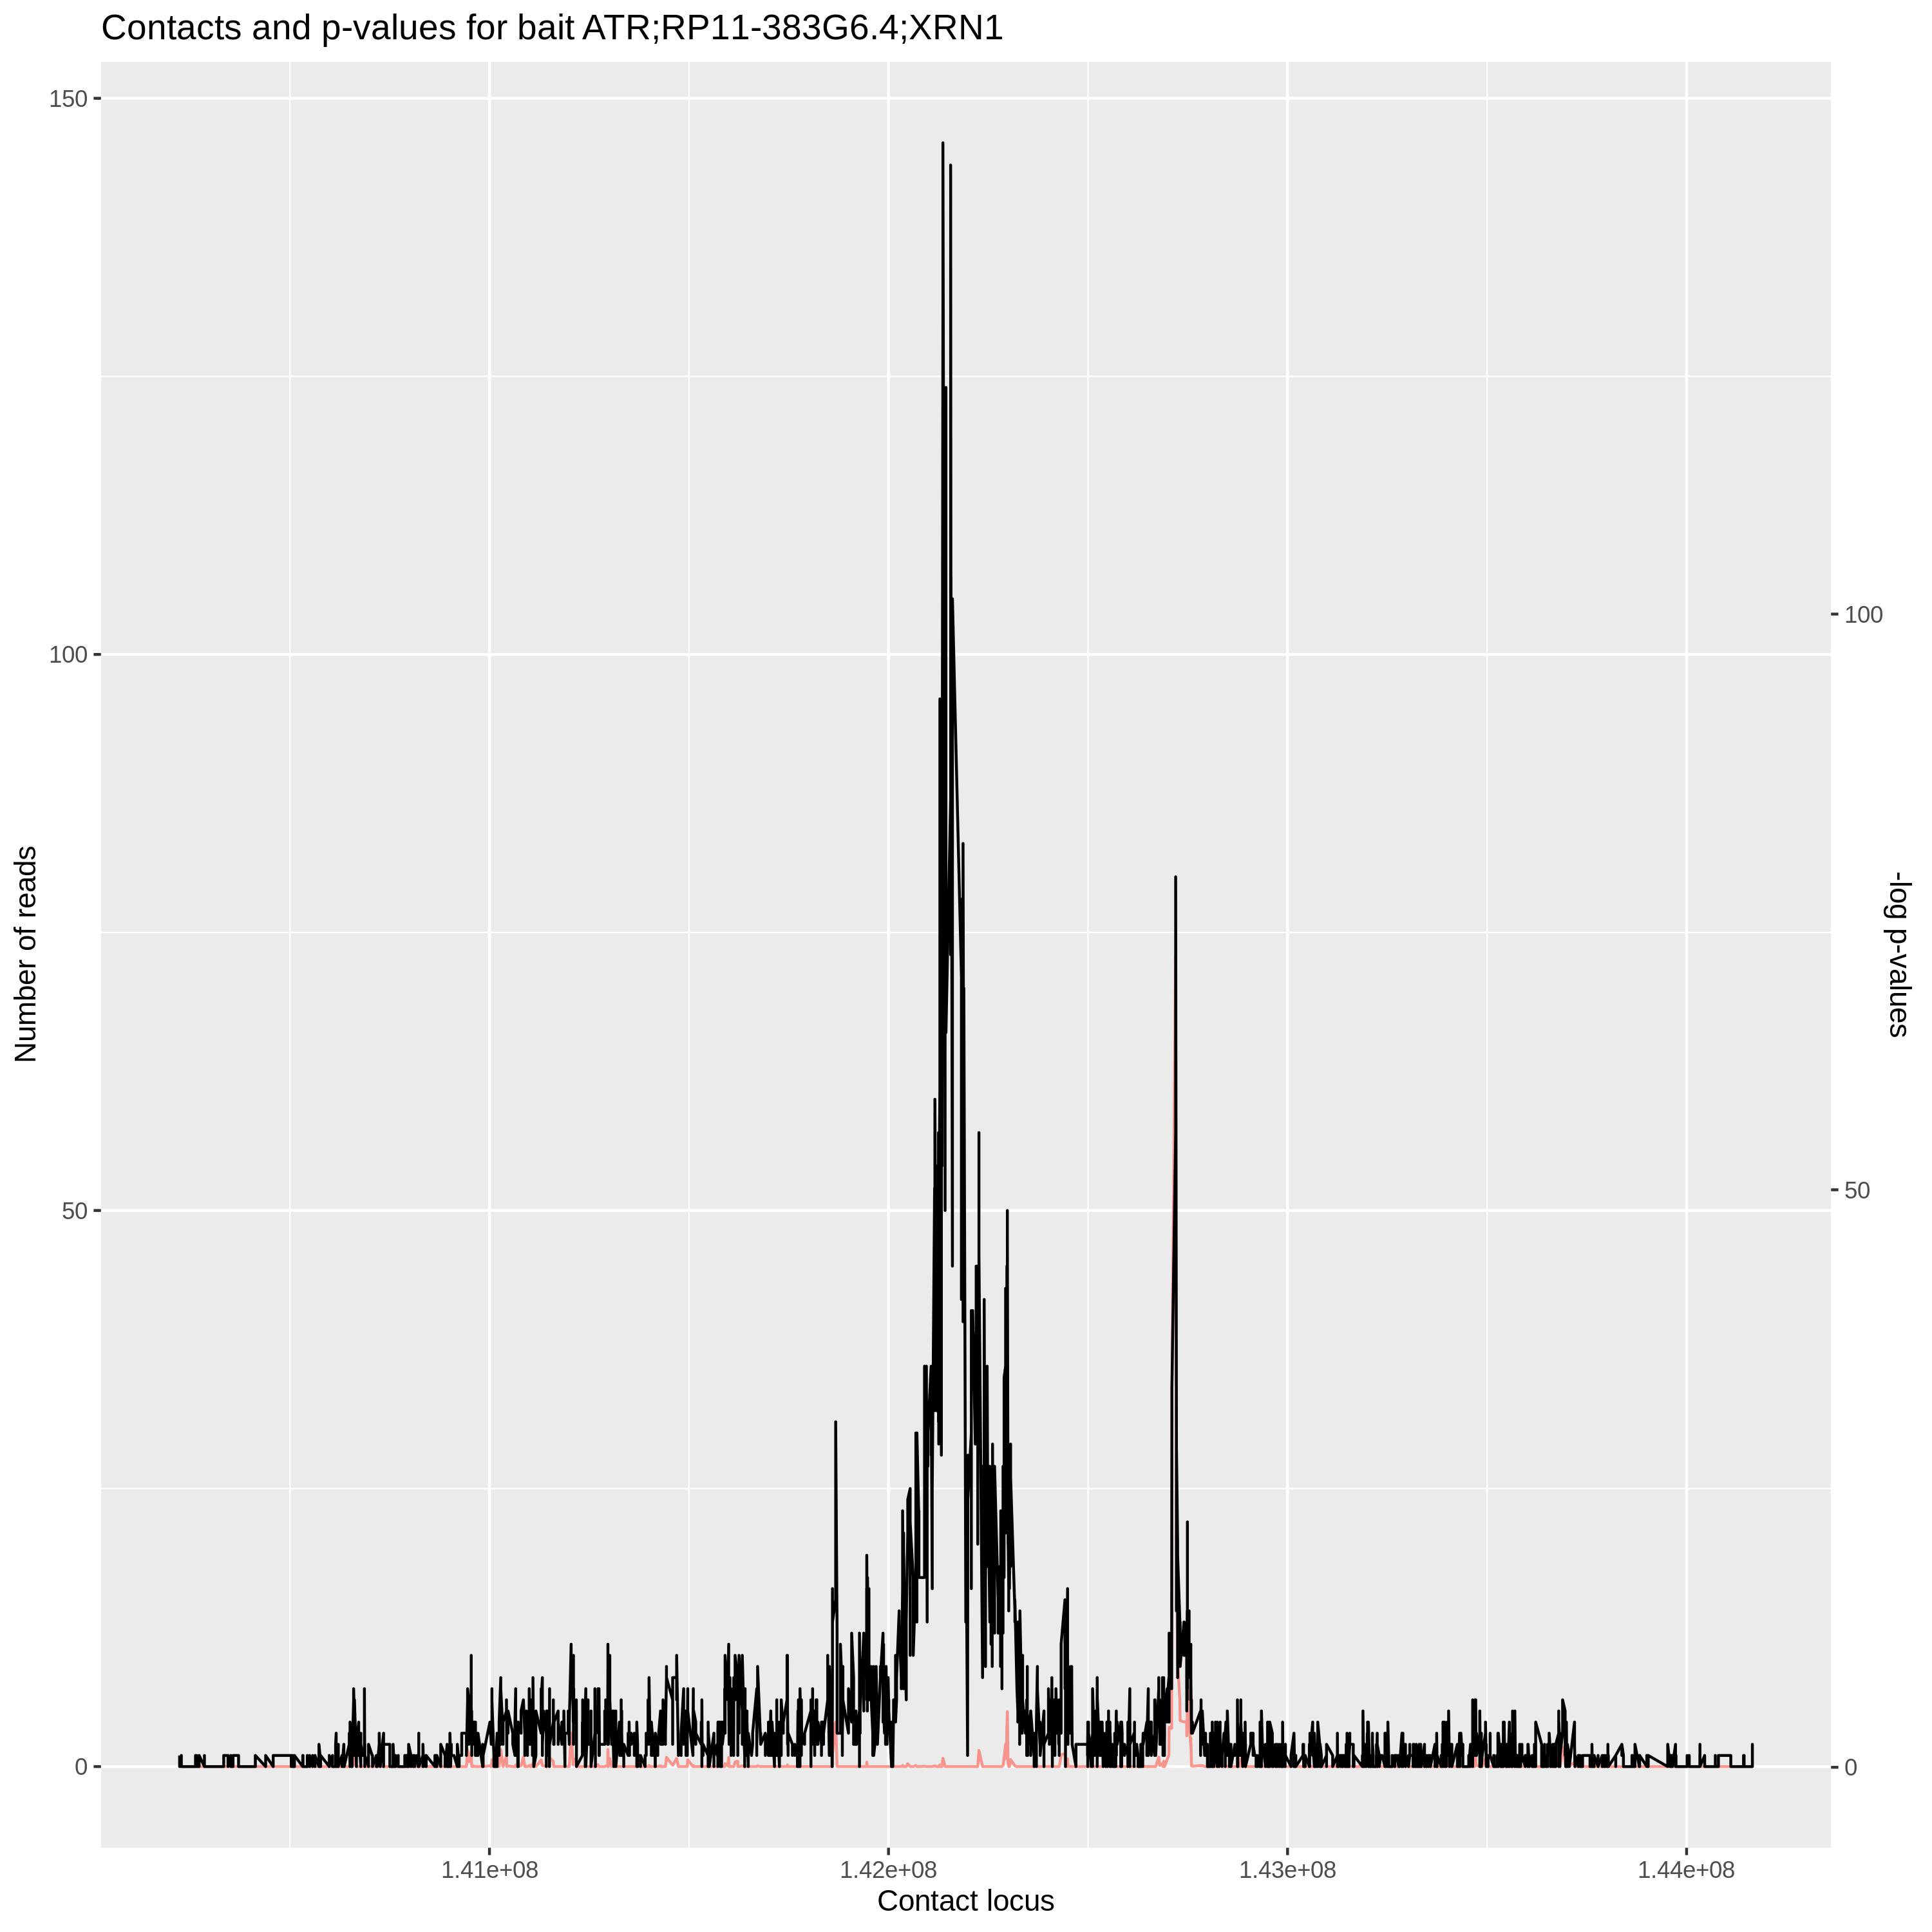 Contacts and p-values for bait ATR;RP11-383G6.4;XRN1
150
100
50
0
Number of reads
100
50
0
-log p-values
1.41e+08
1.42e+08
1.43e+08
1.44e+08
Contact locus